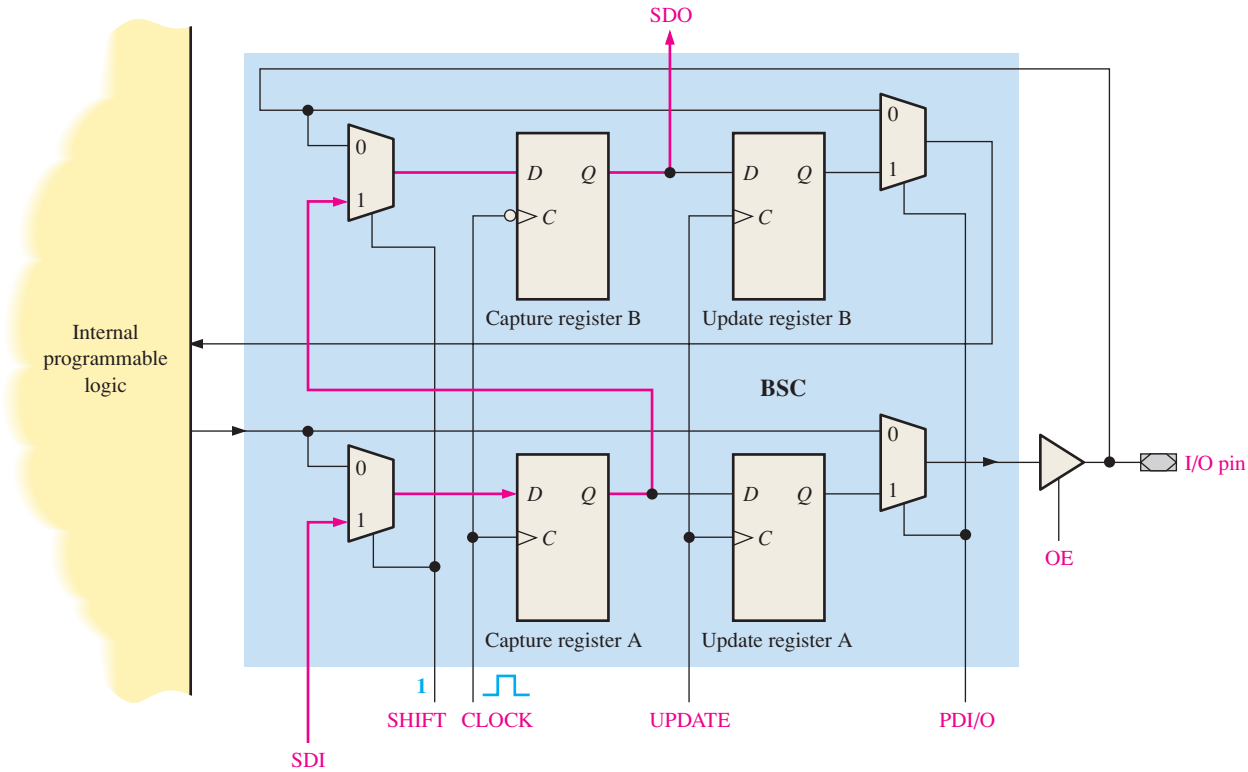 SDO
0
1
0
1
D Q
D Q
C
C
Capture register B
Update register B
Internal
programmable
logic
BSC
0
1
0
1
D Q
D Q
C
C
I/O pin
OE
Capture register A
Update register A
1
SHIFT
CLOCK
UPDATE
PDI/O
SDI